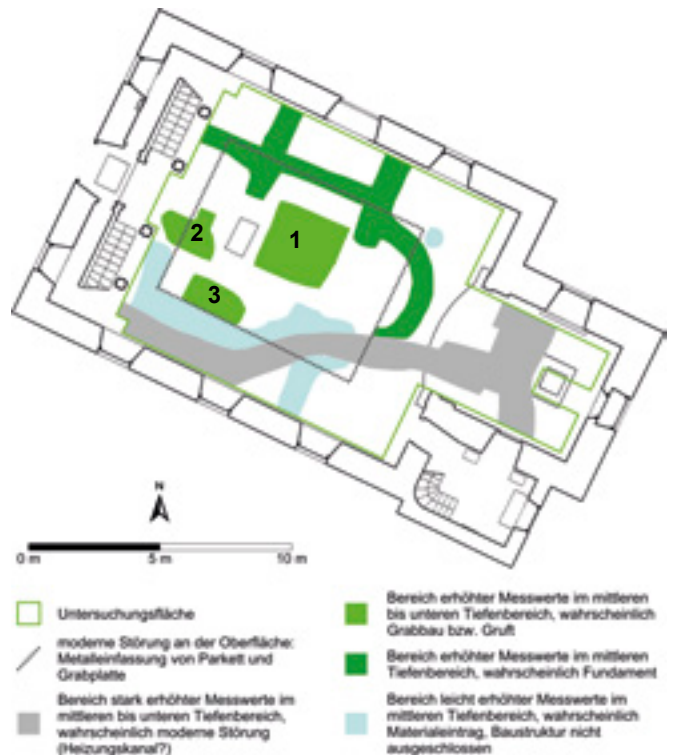 1
2
3
N
0 m 5 m 10 m
Untersuchungsfläche
moderne Störung an der Oberfläche:
Metalleinfassung von Parkett und
Grabplatte
Bereich stark erhöhter Messwerte im
mittleren bis unteren Tiefenbereich,
wahrscheinlich moderne Störung
(Heizungskanal?)
Bereich erhöhter Messwerte im mittleren
bis unteren Tiefenbereich, wahrscheinlich
Grabbau bzw. Gruft
Bereich erhöhter Messwerte im mittleren
Tiefenbereich, wahrscheinlich Fundament
Bereich leicht erhöhter Messwerte im
mittleren Tiefenbereich, wahrscheinlich
Materialeintrag, Baustruktur nicht
ausgeschlossen